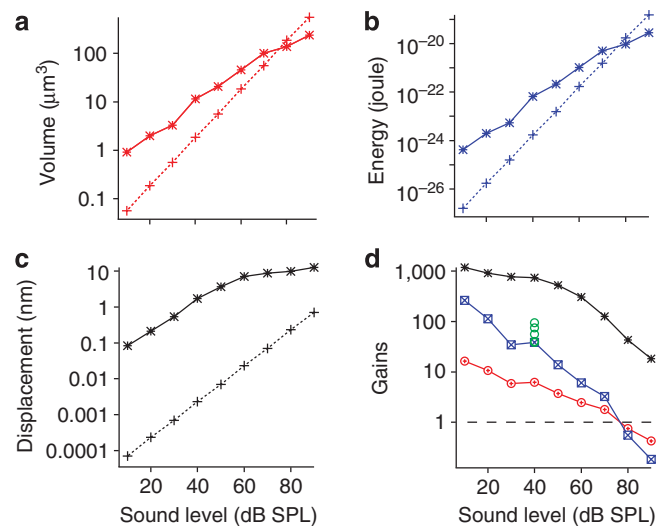 a
Volume (μm³)
100
10
1
0.1
b
Energy (joule)
10⁻²⁰
10⁻²²
10⁻²⁴
10⁻²⁶
c
Displacement (nm)
10
1
0.1
0.01
0.001
0.0001
20 40 60 80
Sound level (dB SPL)
d
Gains
1,000
100
10
1
20 40 60 80
Sound level (dB SPL)